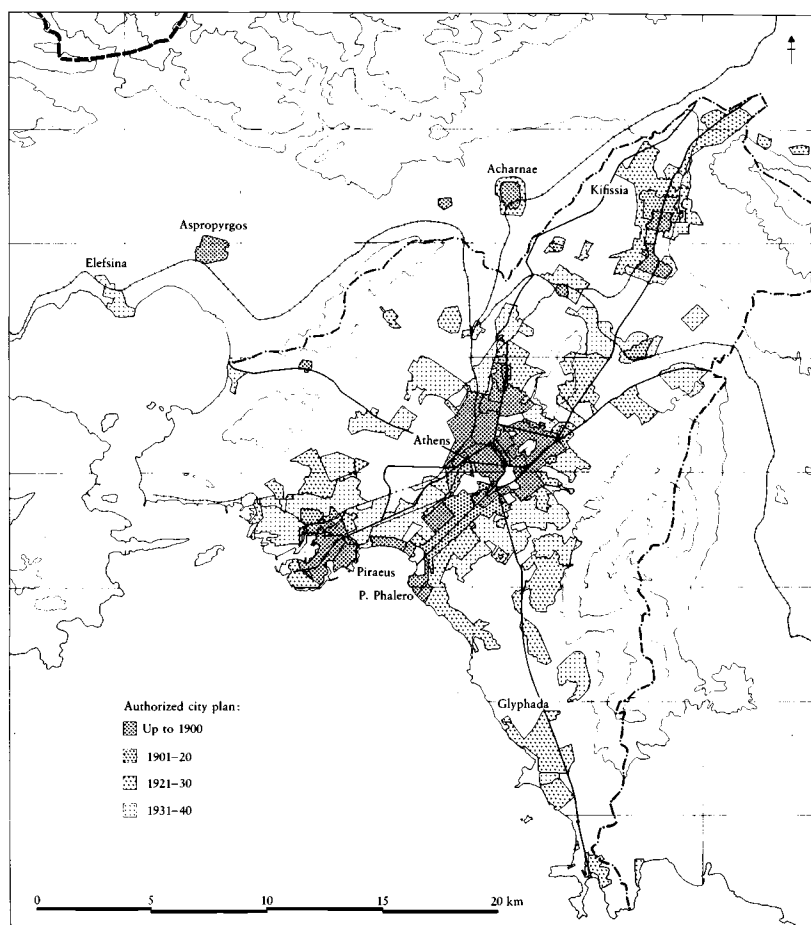 Acharnae
Kifissia
Aspropyrgos
Elefsina
Athens
Piraeus
P. Phalero
Glyphada
Authorized city plan:
Up to 1900
1901–20
1921–30
1931–40
0 5 10 15 20 km